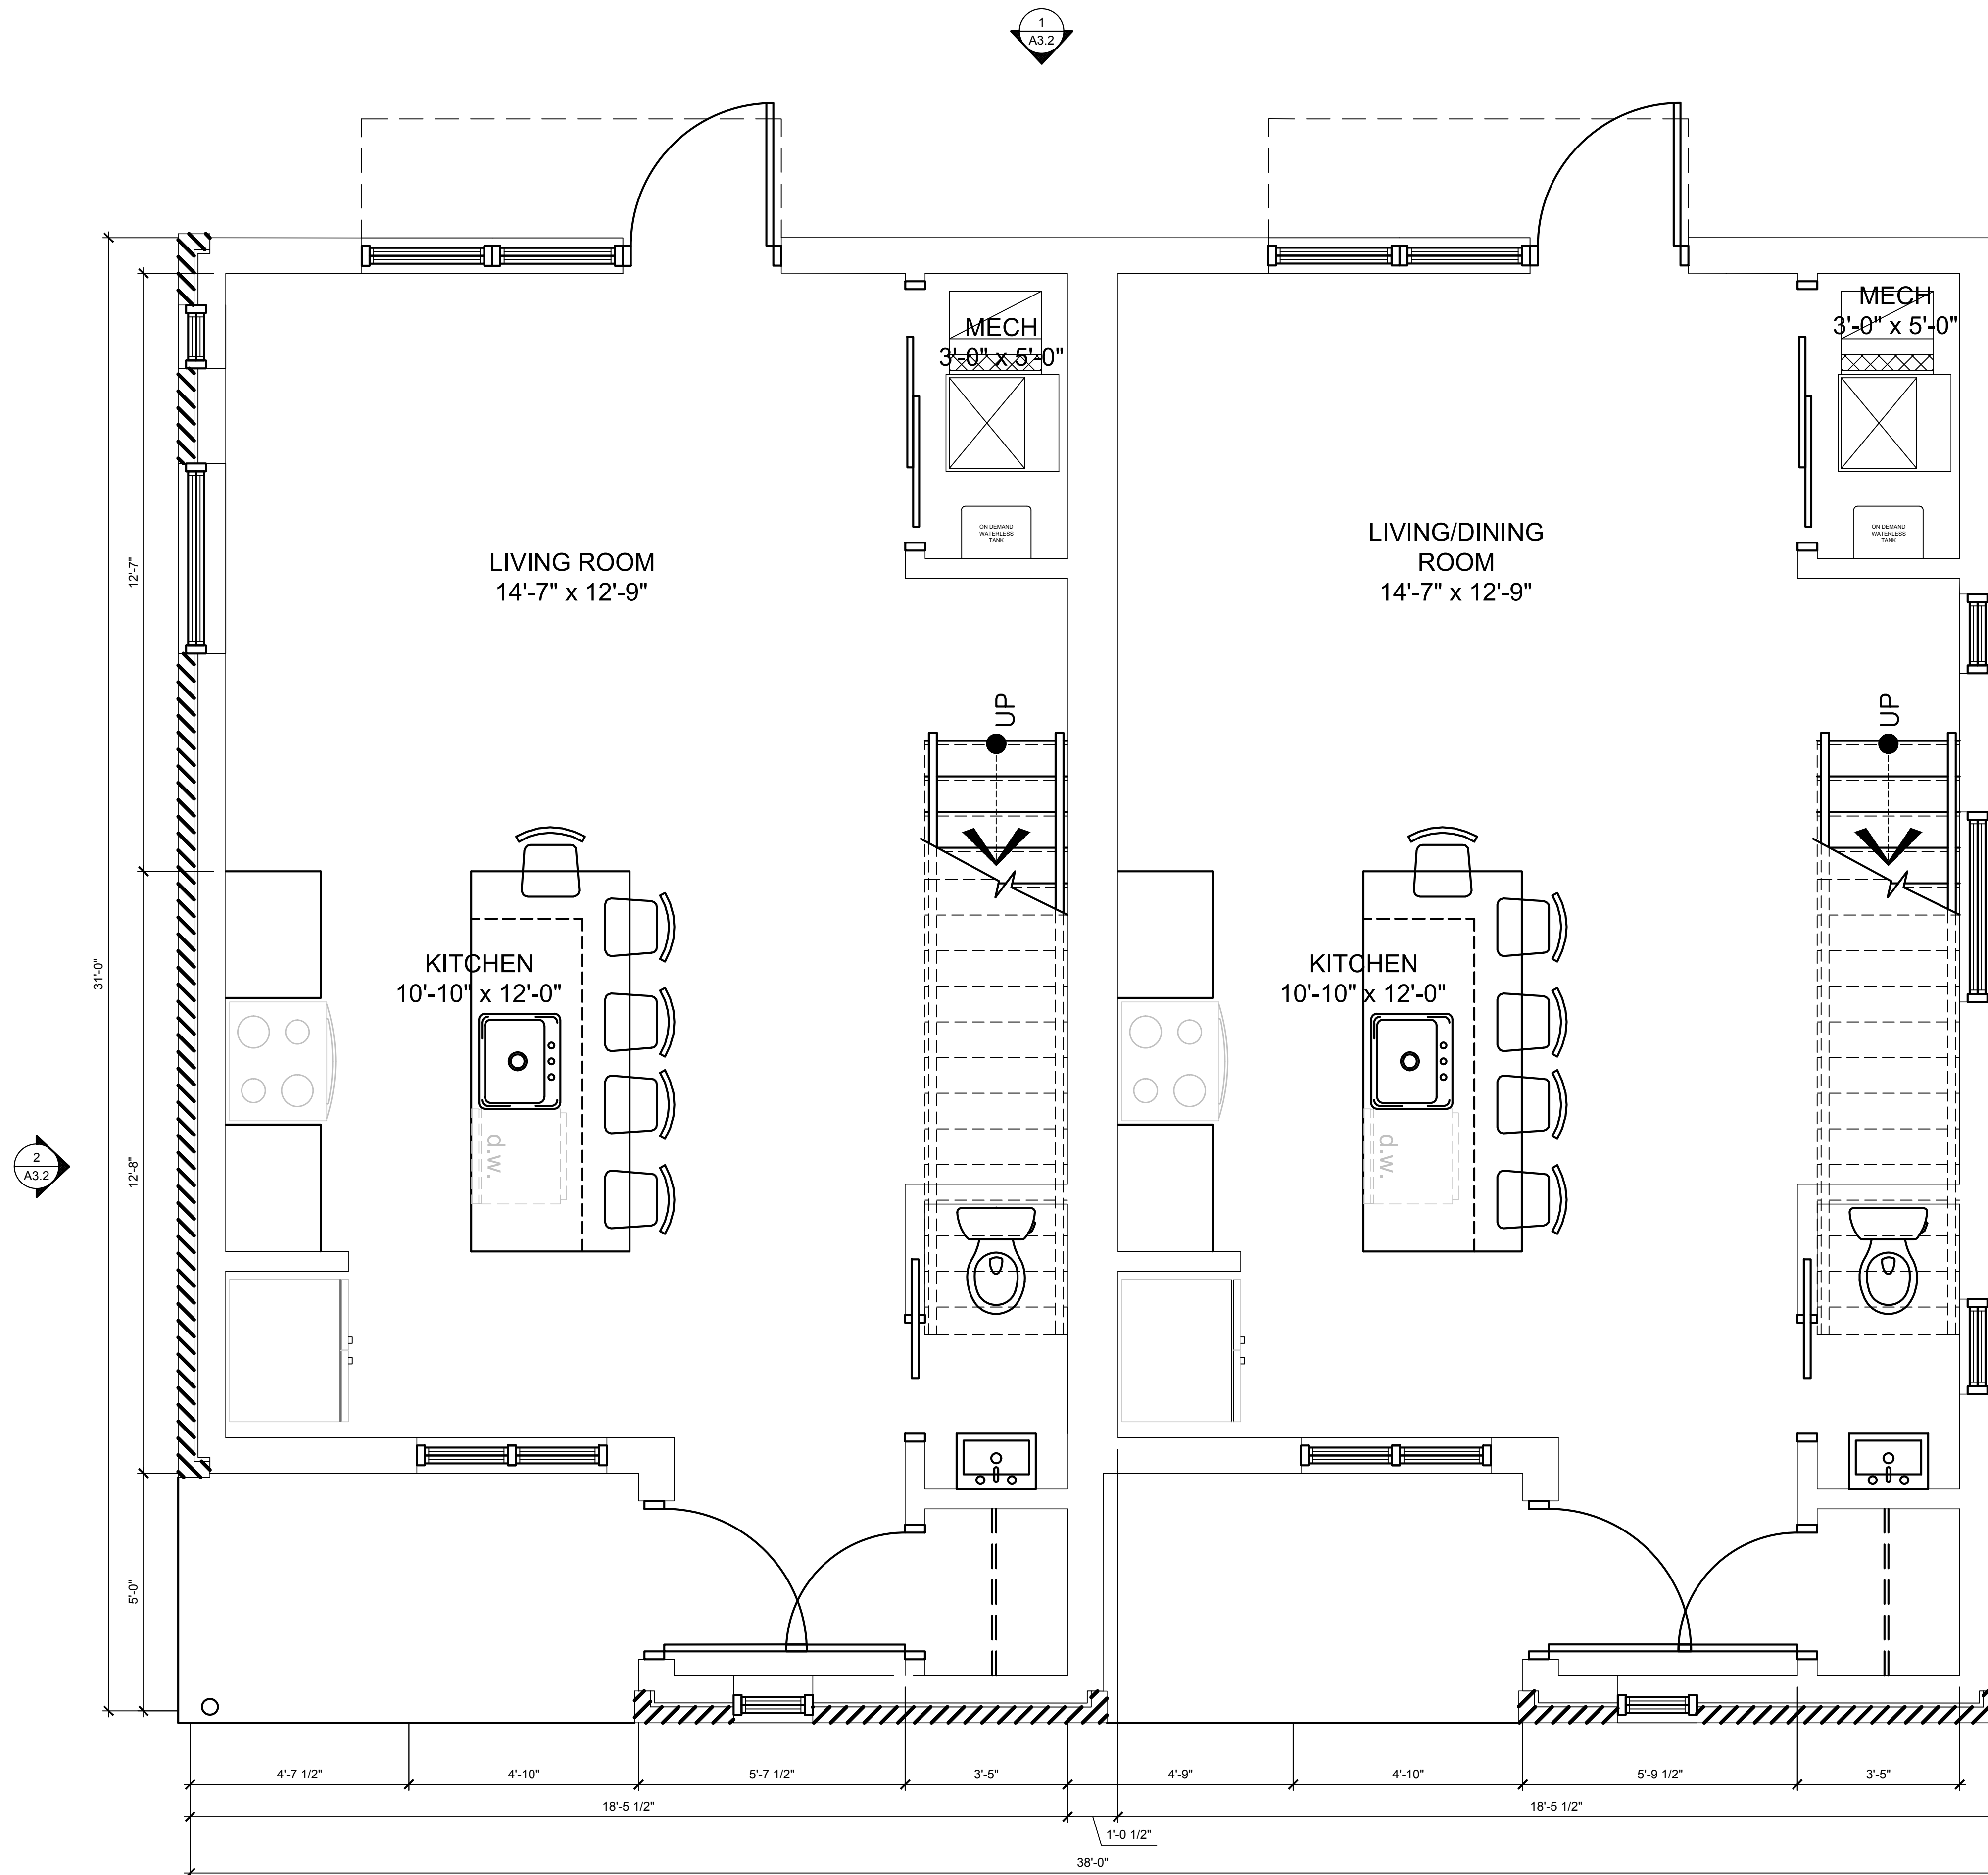 1
A3.2
MECH
3'-0" x 5'-0"
MECH
3'-0" x 5'-0"
ON DEMAND
WATERLESS
TANK
ON DEMAND
WATERLESS
TANK
LIVING ROOM
14'-7" x 12'-9"
LIVING/DINING
ROOM
14'-7" x 12'-9"
12'-7"
UP
UP
31'-0"
KITCHEN
10'-10" x 12'-0"
KITCHEN
10'-10" x 12'-0"
d.w.
d.w.
2
A3.2
12'-8"
5'-0"
4'-7 1/2"
4'-10"
5'-7 1/2"
3'-5"
4'-9"
4'-10"
5'-9 1/2"
3'-5"
18'-5 1/2"
18'-5 1/2"
1'-0 1/2"
38'-0"